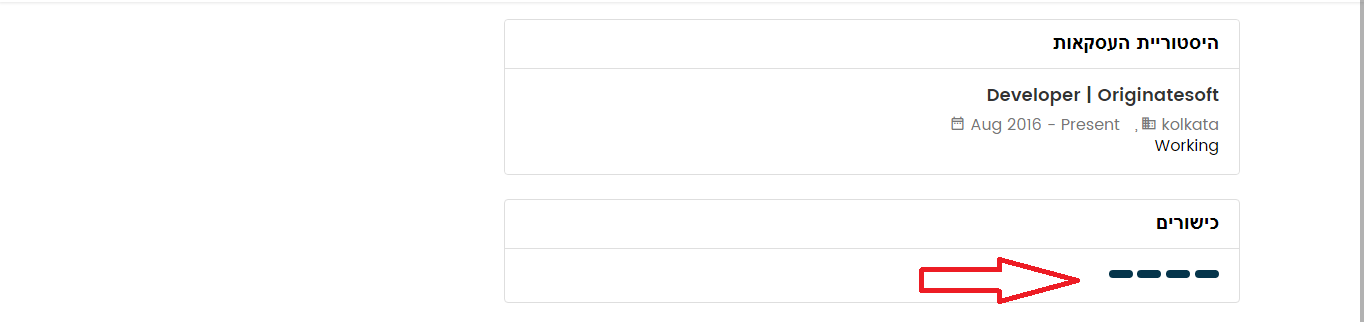 היסטוריית העסקאות
Developer | Originatesoft
Aug 2016 - Present , kolkata
Working
כישורים